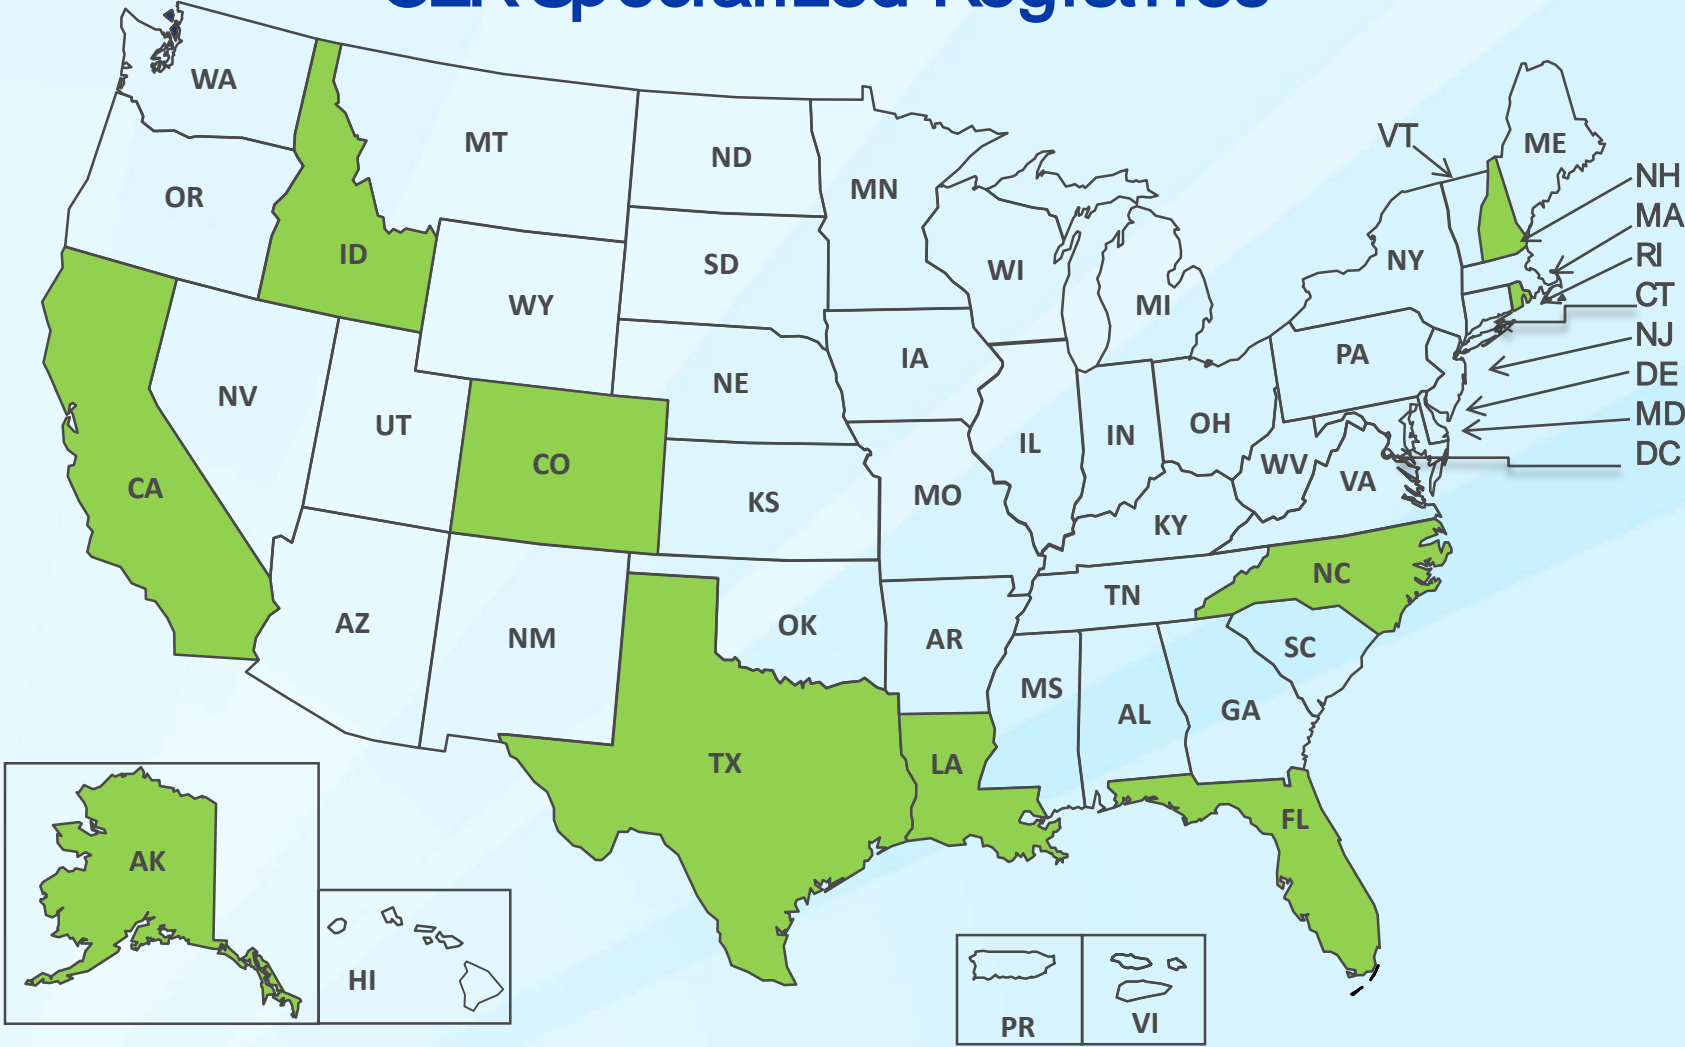 Specialized Registries
WA
MT
ND
MN
VT
ME
NH
OR
MA
ID
SD
WI
NY
RI
WY
MI
CT
IA
PA
NJ
NV
NE
DE
UT
CO
IL
IN
OH
MD
CA
KS
MO
WV
VA
DC
KY
NC
AZ
NM
OK
AR
TN
SC
MS
AL
GA
TX
LA
FL
AK
HI
PR
VI